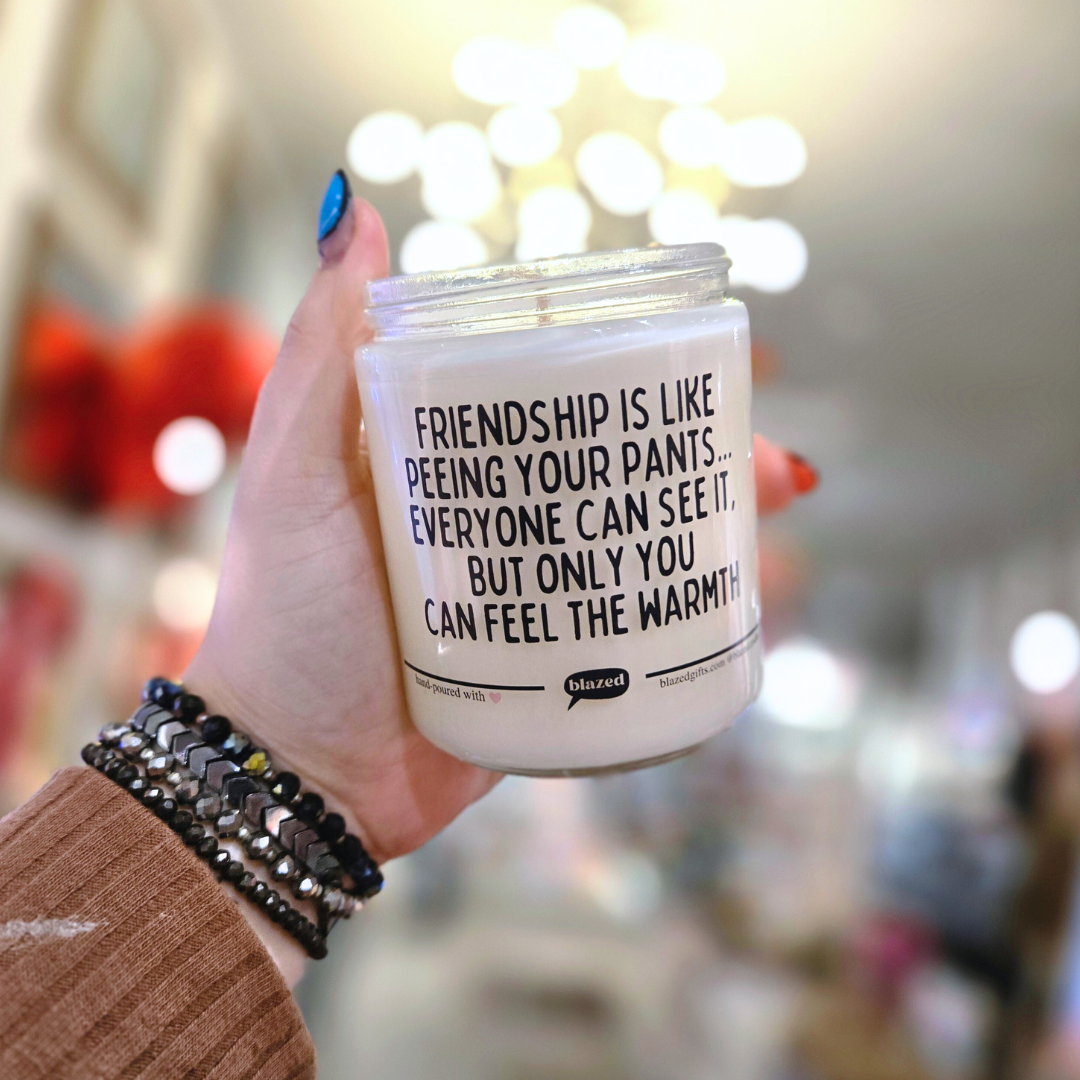 FRIENDSHIP IS LIKE
PEEING YOUR PANTS...
EVERYONE CAN SEE IT,
BUT ONLY YOU
CAN FEEL THE WARMTH
hand-poured with
blazed
blazedgifts.com